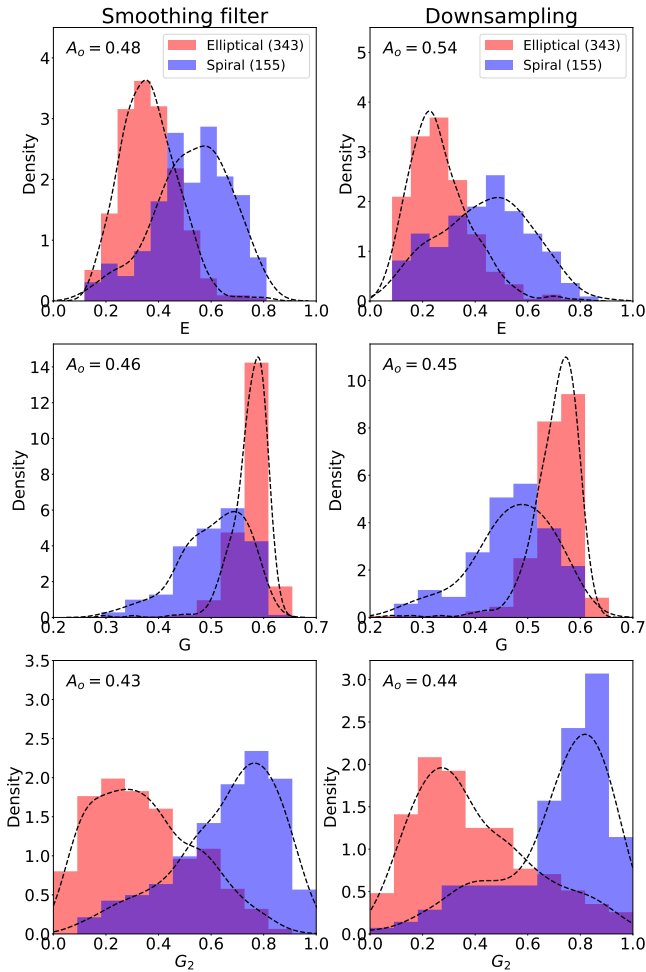 Smoothing filter
Downsampling
A_o = 0.48
Elliptical (343)
Spiral (155)
Density
4
3
2
1
0
0.0 0.2 0.4 0.6 0.8 1.0
E
A_o = 0.54
Elliptical (343)
Spiral (155)
Density
5
4
3
2
1
0
0.0 0.2 0.4 0.6 0.8 1.0
E
A_o = 0.46
Density
14
12
10
8
6
4
2
0
0.2 0.3 0.4 0.5 0.6 0.7
G
A_o = 0.45
Density
10
8
6
4
2
0
0.2 0.3 0.4 0.5 0.6 0.7
G
A_o = 0.43
Density
3.5
3.0
2.5
2.0
1.5
1.0
0.5
0.0
0.0 0.2 0.4 0.6 0.8 1.0
G_2
A_o = 0.44
Density
3.0
2.5
2.0
1.5
1.0
0.5
0.0
0.0 0.2 0.4 0.6 0.8 1.0
G_2